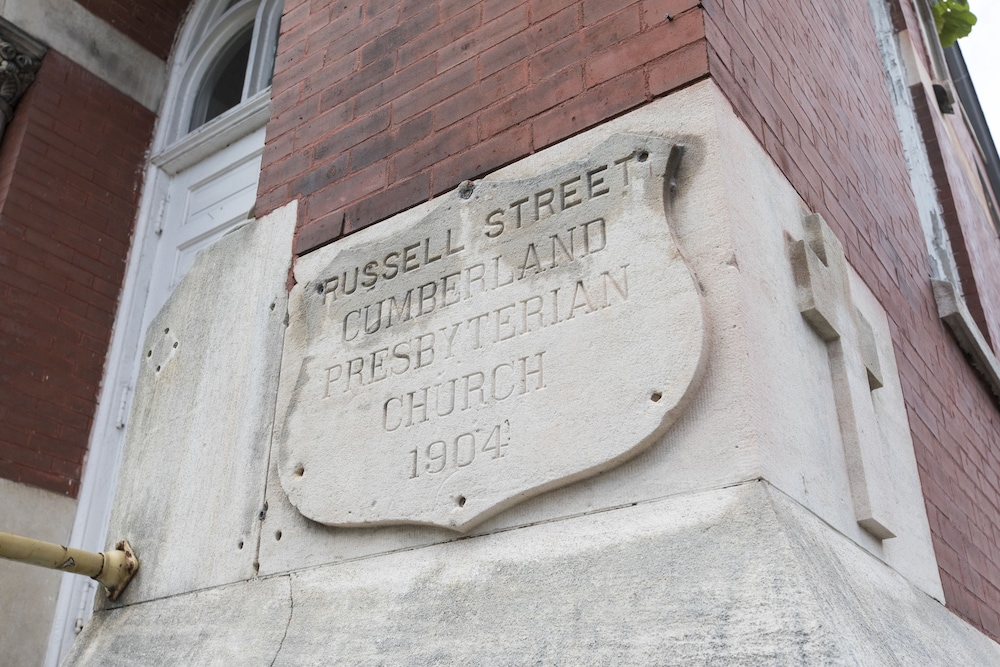 RUSSELL STREET
CUMBERLAND
PRESBYTERIAN
CHURCH
1904